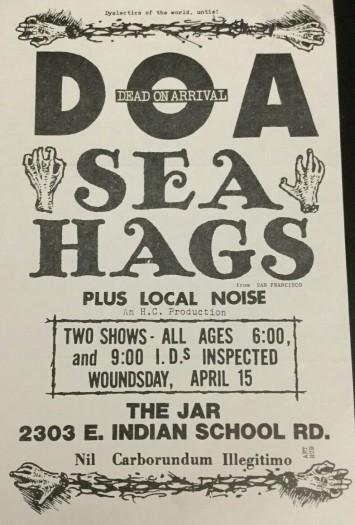 Dyslectics of the world, untie!
DOA
DEAD ON ARRIVAL
SEA
HAGS
from SAN FRANCISCO
PLUS LOCAL NOISE
An H.C. Production
TWO SHOWS - ALL AGES 6:00,
and 9:00 I.D.s INSPECTED
WOUNDSDAY, APRIL 15
THE JAR
2303 E. INDIAN SCHOOL RD.
Nil Carborundum Illegitimo